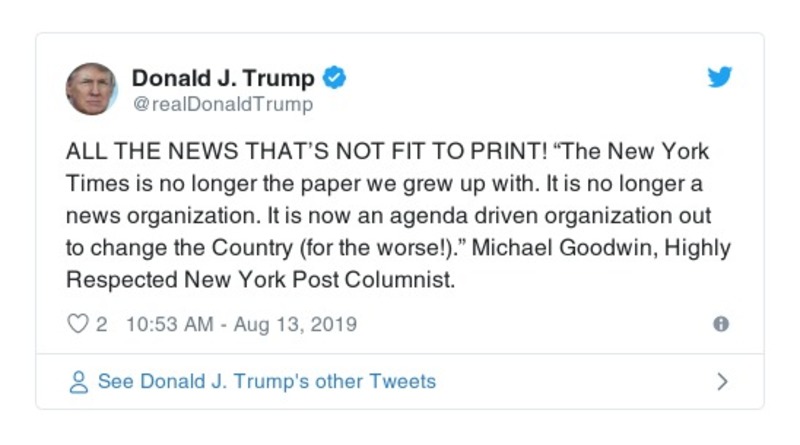 Donald J. Trump
@realDonaldTrump
ALL THE NEWS THAT’S NOT FIT TO PRINT! “The New York
Times is no longer the paper we grew up with. It is no longer a
news organization. It is now an agenda driven organization out
to change the Country (for the worse!).” Michael Goodwin, Highly
Respected New York Post Columnist.
2 10:53 AM - Aug 13, 2019
See Donald J. Trump's other Tweets